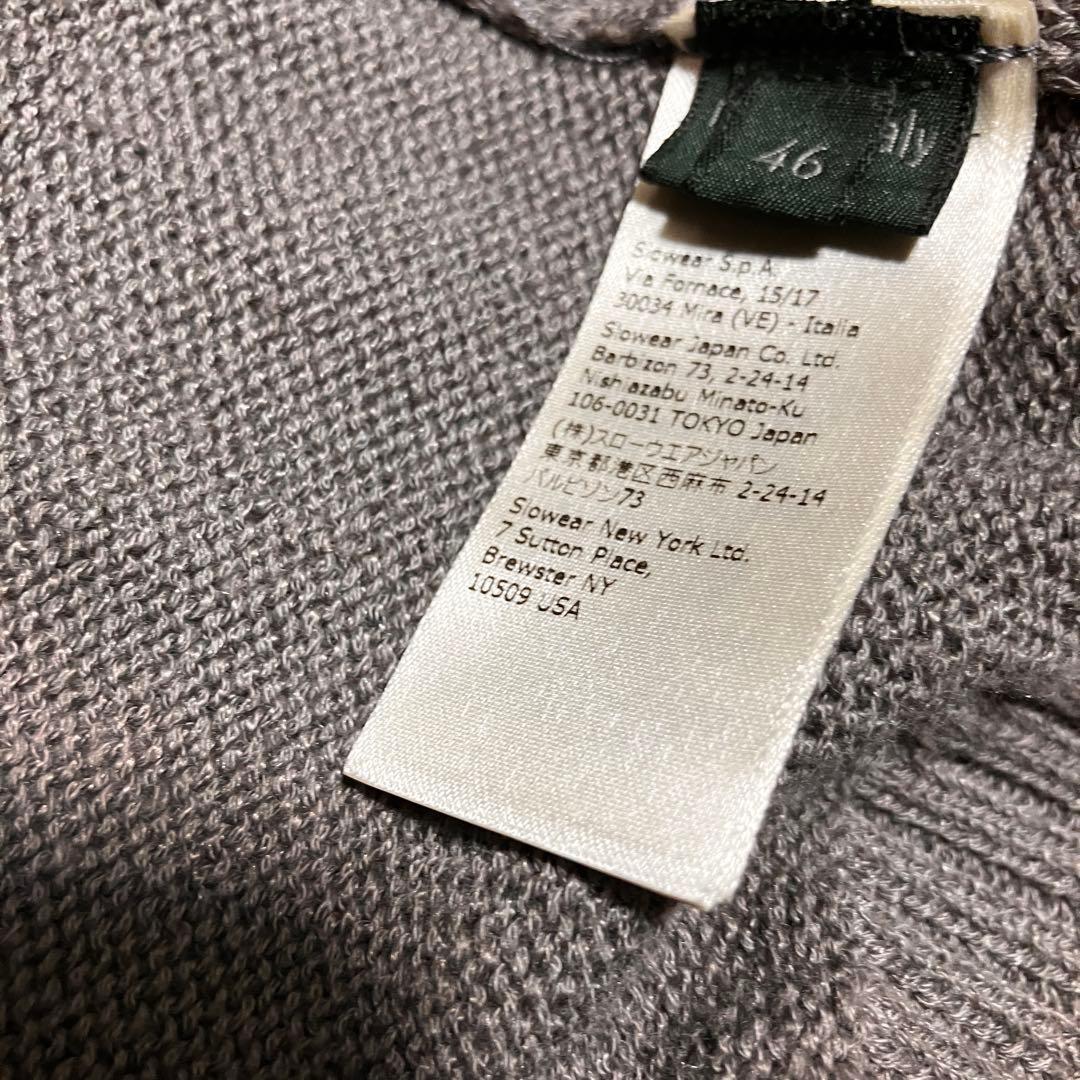 46
aly
Slowear S.p.A.
Via Fornace, 15/17
30034 Mira (VE) - Italia
Slowear Japan Co. Ltd.
Barbizon 73, 2-24-14
Nishiazabu Minato-Ku
106-0031 TOKYO Japan
(株)スローウエアジャパン
東京都港区西麻布 2-24-14
バルビゾン73
Slowear New York Ltd.
7 Sutton Place,
Brewster NY
10509 USA